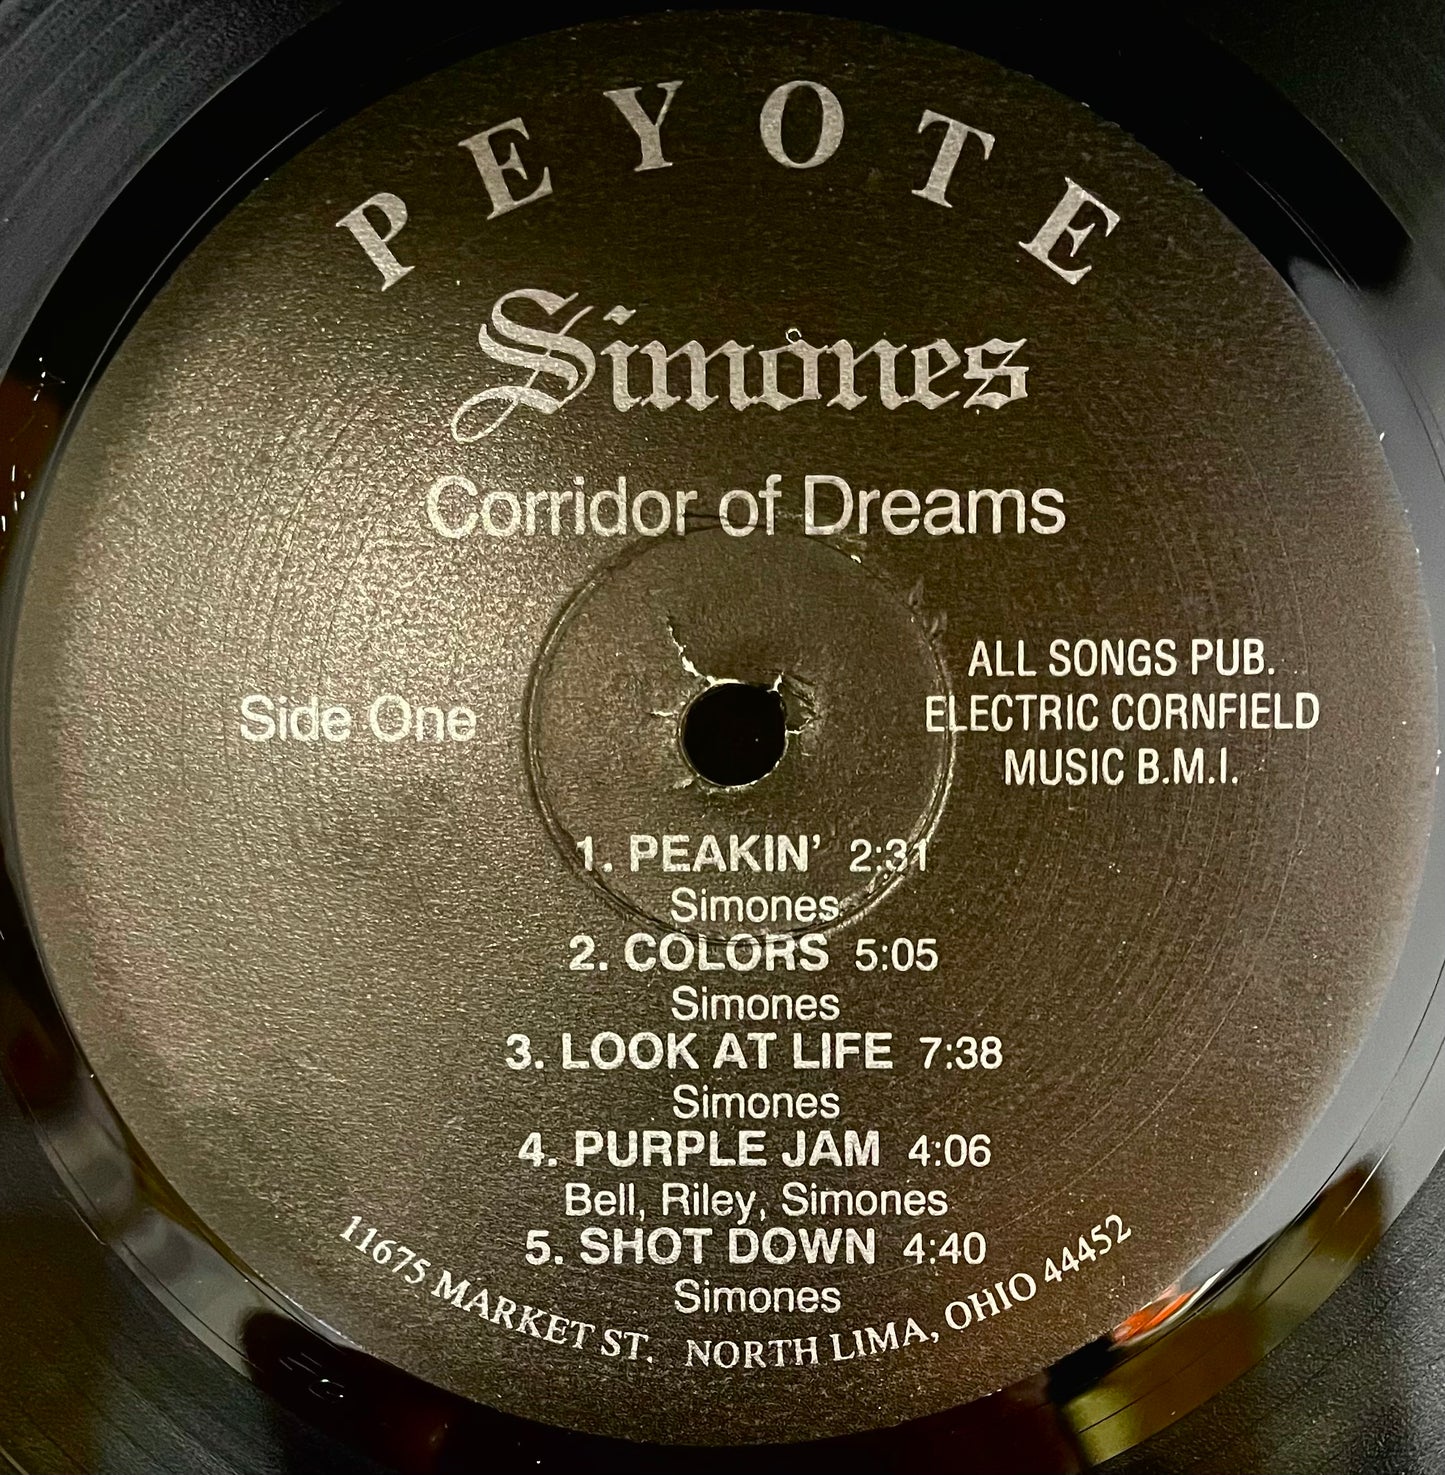 PEYOTE
Simones
Corridor of Dreams
Side One
ALL SONGS PUB.
ELECTRIC CORNFIELD
MUSIC B.M.I.
1. PEAKIN' 2:31
Simones
2. COLORS 5:05
Simones
3. LOOK AT LIFE 7:38
Simones
4. PURPLE JAM 4:06
Bell, Riley, Simones
5. SHOT DOWN 4:40
Simones
11675 MARKET ST. NORTH LIMA, OHIO 44452